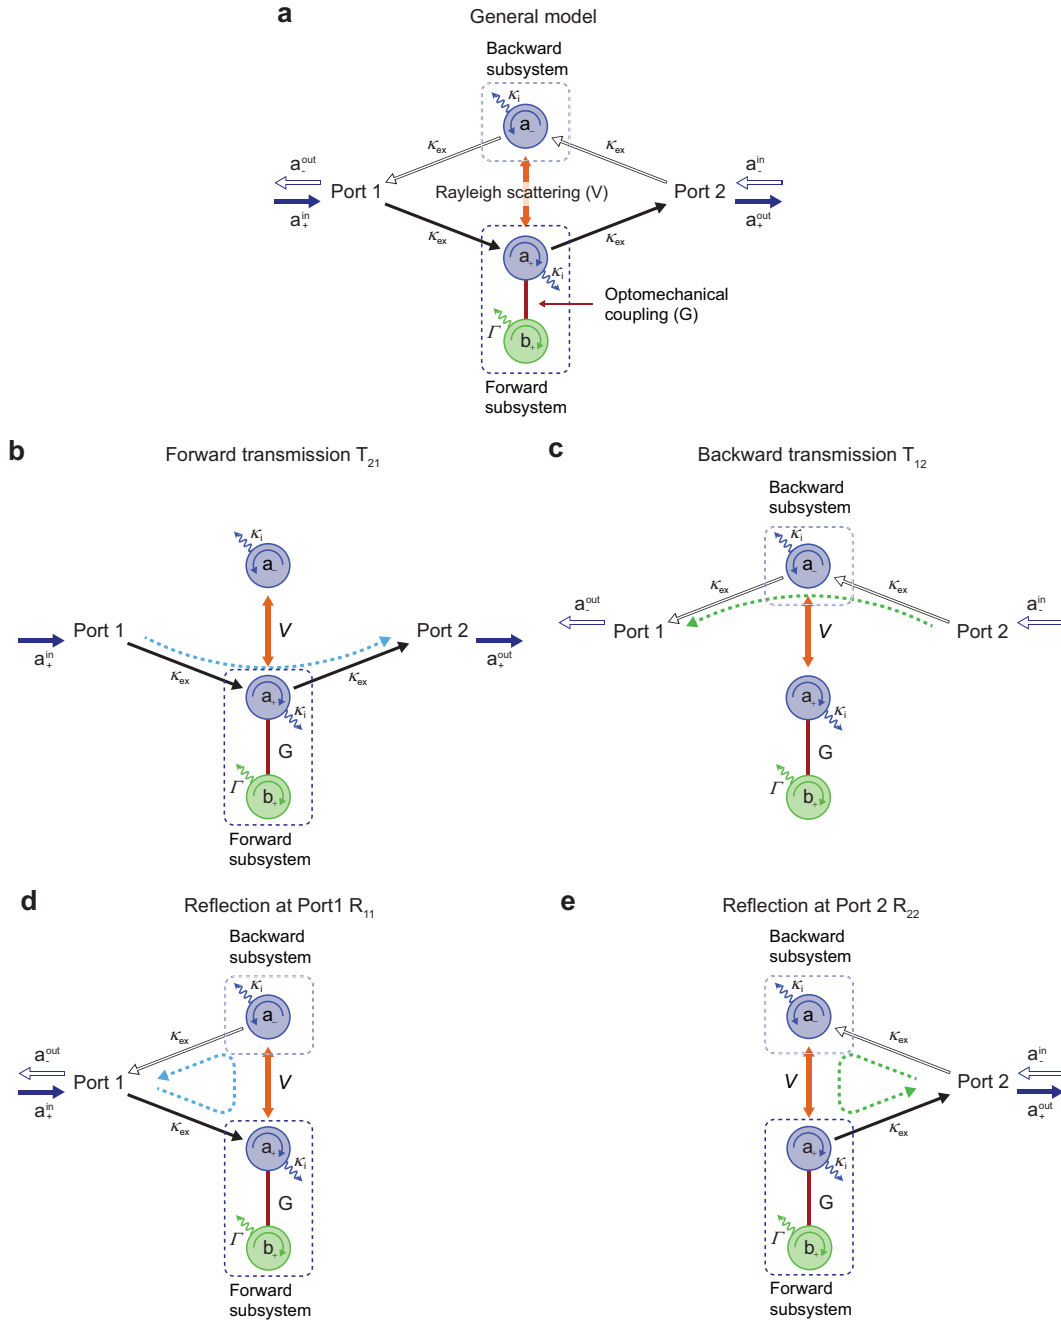 a
General model
Backward
subsystem
κi
a-
κex
κex
a-out
a-in
Port 1
Rayleigh scattering (V)
Port 2
a+in
a+out
κex
κex
a+
κi
Optomechanical
coupling (G)
Γ
b+
Forward
subsystem
b
Forward transmission T21
κi
a-
Port 1
V
Port 2
a+in
a+out
κex
κex
a+
κi
G
Γ
b+
Forward
subsystem
c
Backward transmission T12
Backward
subsystem
κi
a-
κex
κex
a-out
a-in
Port 1
V
Port 2
a+
κi
G
Γ
b+
d
Reflection at Port1 R11
Backward
subsystem
κi
a-
κex
a-out
Port 1
V
a+in
κex
a+
κi
G
Γ
b+
Forward
subsystem
e
Reflection at Port 2 R22
Backward
subsystem
κi
a-
κex
a-in
V
Port 2
a+out
κex
a+
κi
G
Γ
b+
Forward
subsystem